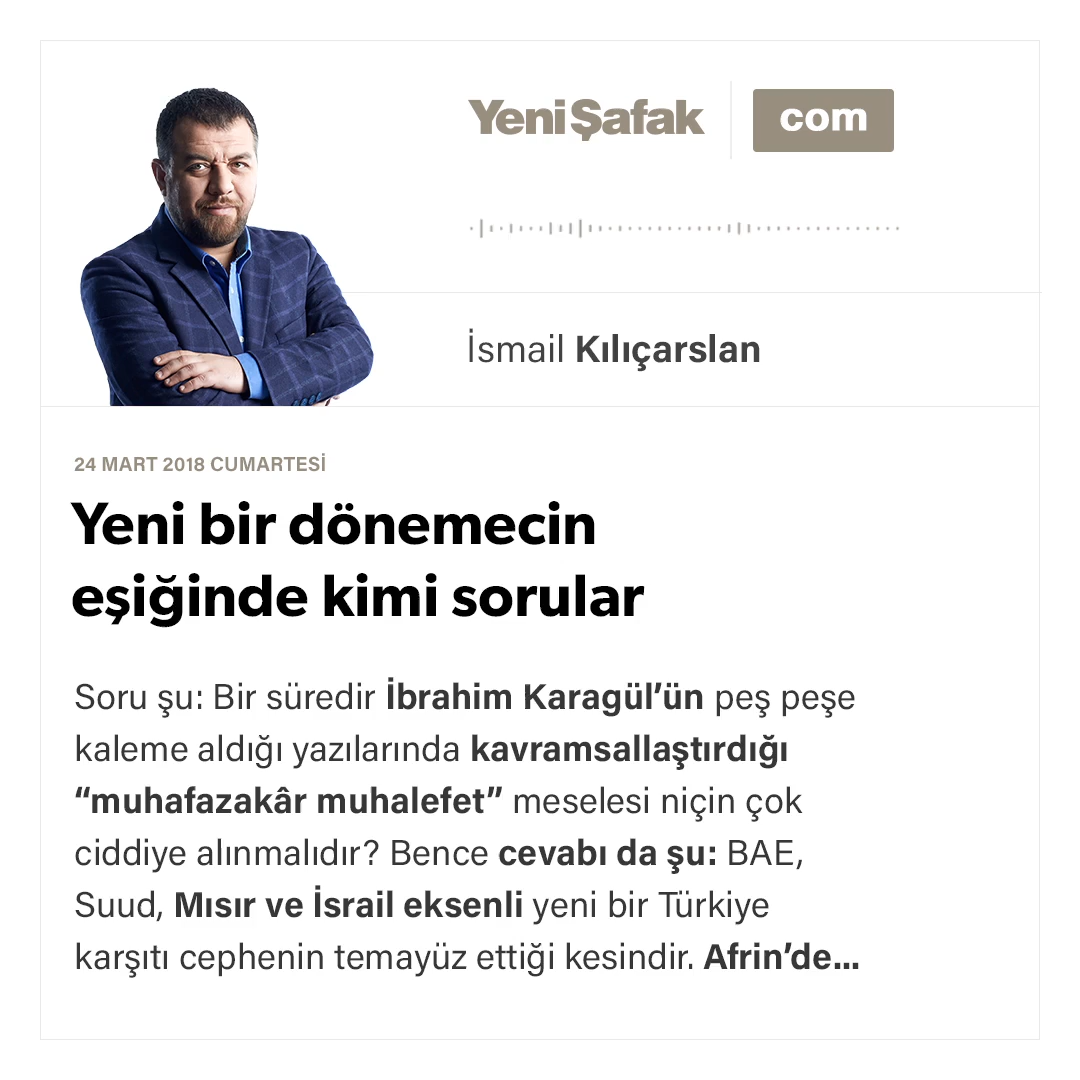 YeniŞafak com
İsmail Kılıçarslan
24 MART 2018 CUMARTESİ
Yeni bir dönemecin
eşiğinde kimi sorular
Soru şu: Bir süredir İbrahim Karagül’ün peş peşe
kaleme aldığı yazılarında kavramsallaştırdığı
“muhafazakâr muhalefet” meselesi niçin çok
ciddiye alınmalıdır? Bence cevabı da şu: BAE,
Suud, Mısır ve İsrail eksenli yeni bir Türkiye
karşıtı cephenin temayüz ettiği kesindir. Afrin’de...